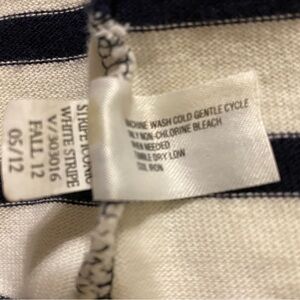 STRIPE ICONIC
WHITE STRIPE
V/303016
FALL 12
05/12
MACHINE WASH COLD GENTLE CYCLE
ONLY NON-CHLORINE BLEACH
WHEN NEEDED
TUMBLE DRY LOW
COOL IRON